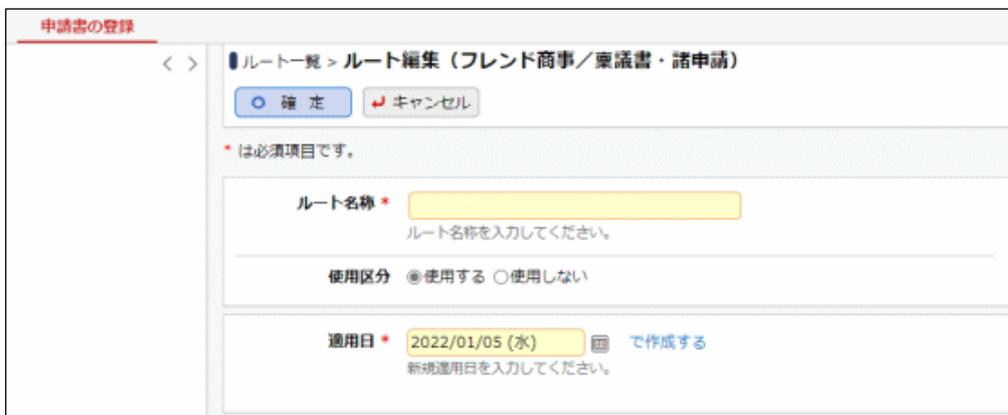 申請書の登録
< >
ルート一覧 > ルート編集（フレンド商事／稟議書・諸申請）
確 定 キャンセル
* は必須項目です。
ルート名称 *
ルート名称を入力してください。
使用区分 使用する 使用しない
適用日 * 2022/01/05 (水) で作成する
新規適用日を入力してください。